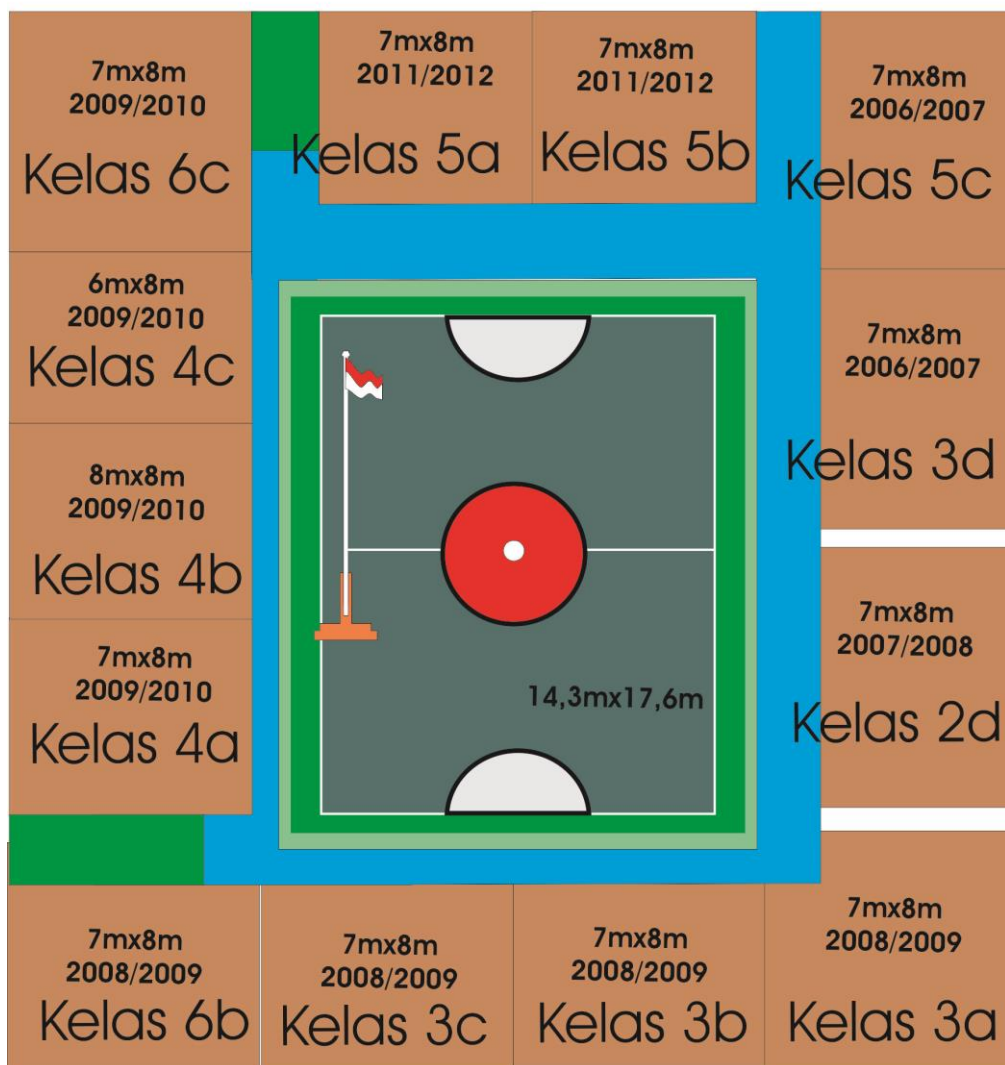 7mx8m
2009/2010
Kelas 6c
7mx8m
2011/2012
Kelas 5a
7mx8m
2011/2012
Kelas 5b
7mx8m
2006/2007
Kelas 5c
6mx8m
2009/2010
Kelas 4c
7mx8m
2006/2007
Kelas 3d
8mx8m
2009/2010
Kelas 4b
7mx8m
2009/2010
Kelas 4a
14,3mx17,6m
7mx8m
2007/2008
Kelas 2d
7mx8m
2008/2009
Kelas 6b
7mx8m
2008/2009
Kelas 3c
7mx8m
2008/2009
Kelas 3b
7mx8m
2008/2009
Kelas 3a